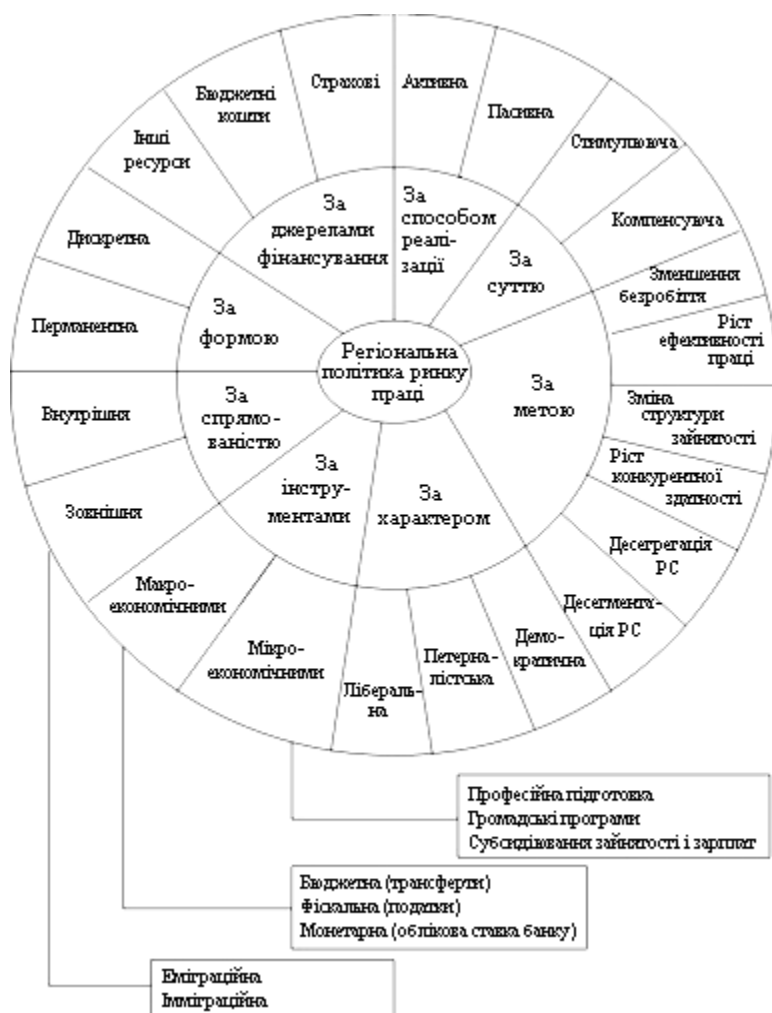 Регіональна
політика ринку
праці
За
способом
реалі-
зації
Активна
Пасивна
За
суттю
Стимулююча
Компенсуюча
За
метою
Зменшення
безробіття
Ріст
ефективності
праці
Зміна
структури
зайнятості
Ріст
конкурентної
здатності
Десегрегація
РС
Десегмента-
ція РС
За
характером
Демо-
кратична
Петерна-
лістська
Лібераль-
на
За
інстру-
ментами
Мікро-
економічними
Макро-
економічними
За
спрямо-
ваністю
Зовнішня
Внутрішня
За
формою
Перманентна
Дискретна
За
джерелами
фінансування
Інші
ресурси
Бюджетні
кошти
Страхові
Професійна підготовка
Громадські програми
Субсидіювання зайнятості і зарплат
Бюджетна (трансферти)
Фіскальна (податки)
Монетарна (облікова ставка банку)
Еміграційна
Імміграційна